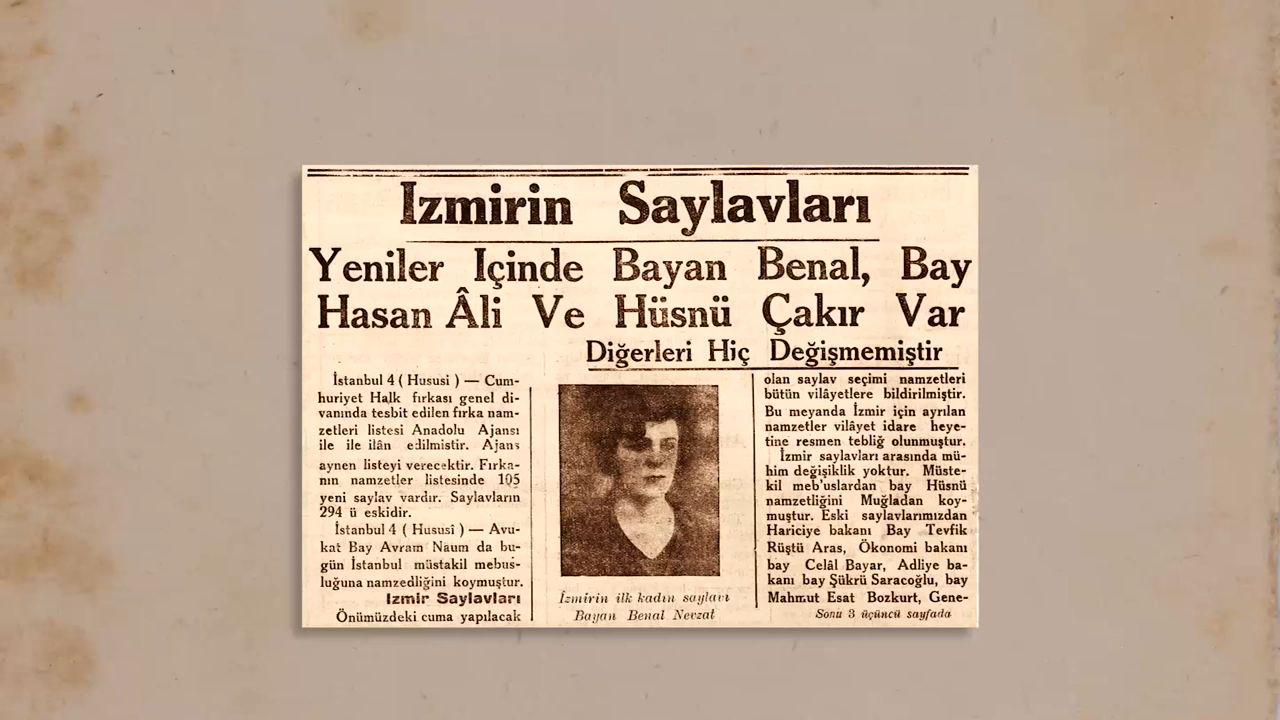 Izmirin Saylavları
Yeniler Içinde Bayan Benal, Bay
Hasan Âli Ve Hüsnü Çakır Var
Diğerleri Hiç Değişmemiştir
İstanbul 4 ( Hususi ) — Cum-
huriyet Halk fırkası genel di-
vanında tesbit edilen fırka nam-
zetleri listesi Anadolu Ajansı
ile ile ilân edilmistir. Ajans
aynen listeyi verecektir. Fırka-
nın namzetler listesinde 105
yeni saylav vardır. Saylavların
294 ü eskidir.
İstanbul 4 ( Hususî ) — Avu-
kat Bay Avram Naum da bu-
gün İstanbul müstakil mebus-
luğuna namzedliğini koymuştur.
Izmir Saylavları
Önümüzdeki cuma yapılacak
İzmirin ilk kadın saylavı
Bayan Benal Nevzat
olan saylav seçimi namzetleri
bütün vilâyetlere bildirilmiştir.
Bu meyanda İzmir için ayrılan
namzetler vilâyet idare heye-
tine resmen tebliğ olunmuştur.
İzmir saylavları arasında mü-
him değişiklik yoktur. Müste-
kil meb'uslardan bay Hüsnü
namzetliğini Muğladan koy-
muştur. Eski saylavlarımızdan
Hariciye bakanı Bay Tevfik
Rüştü Aras, Ökonomi bakanı
bay Celâl Bayar, Adliye ba-
kanı bay Şükrü Saracoğlu, bay
Mahmut Esat Bozkurt, Gene-
Sonu 3 üçüncü sayfada